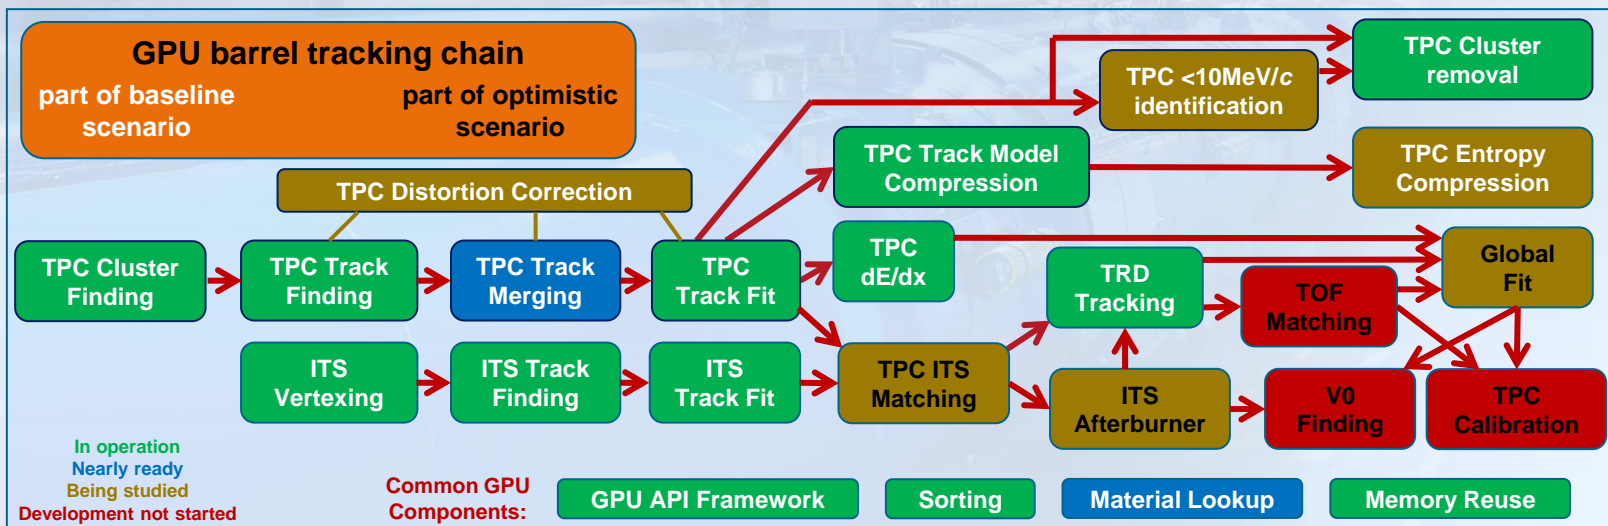 GPU barrel tracking chain
part of baseline
scenario
part of optimistic
scenario
TPC Cluster
removal
TPC <10MeV/c
identification
TPC Track Model
Compression
TPC Entropy
Compression
TPC Distortion Correction
TPC Cluster
Finding
TPC Track
Finding
TPC Track
Merging
TPC
Track Fit
TPC
dE/dx
TRD
Tracking
TOF
Matching
Global
Fit
ITS
Vertexing
ITS Track
Finding
ITS
Track Fit
TPC ITS
Matching
ITS
Afterburner
V0
Finding
TPC
Calibration
In operation
Nearly ready
Being studied
Development not started
Common GPU
Components:
GPU API Framework
Sorting
Material Lookup
Memory Reuse